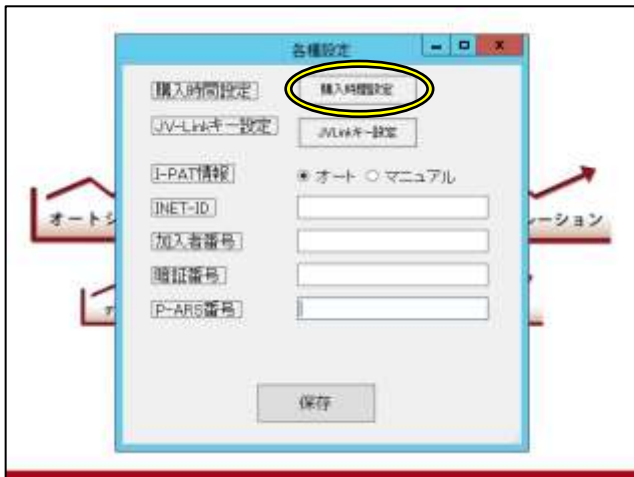 各種設定
購入時間設定 購入時間設定
JV-Linkキー設定 JVLinkキー設定
I-PAT情報 オート マニュアル
INET-ID
オート
レーション
加入者番号
暗証番号
P-ARS番号
保存